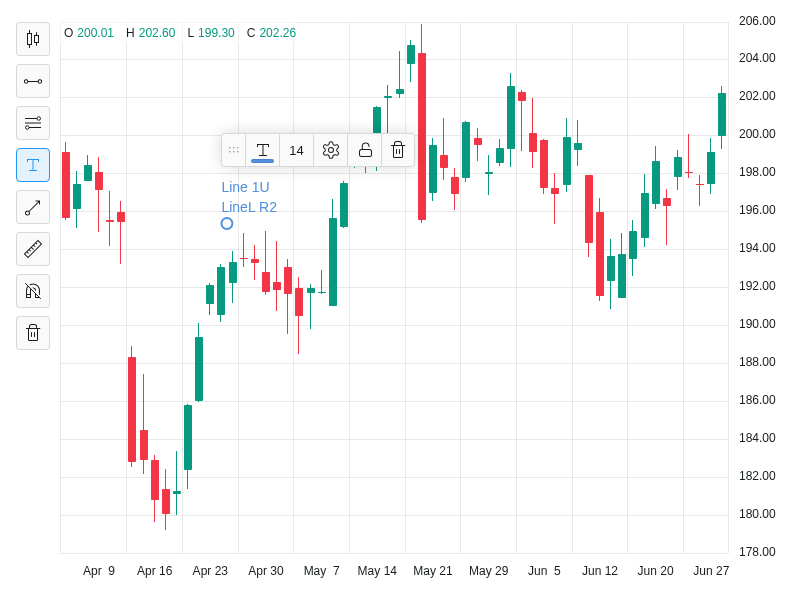 O 200.01 H 202.60 L 199.30 C 202.26
206.00
204.00
202.00
200.00
198.00
196.00
194.00
192.00
190.00
188.00
186.00
184.00
182.00
180.00
178.00
T 14
T
Line 1U
LineL R2
Apr 9 Apr 16 Apr 23 Apr 30 May 7 May 14 May 21 May 29 Jun 5 Jun 12 Jun 20 Jun 27